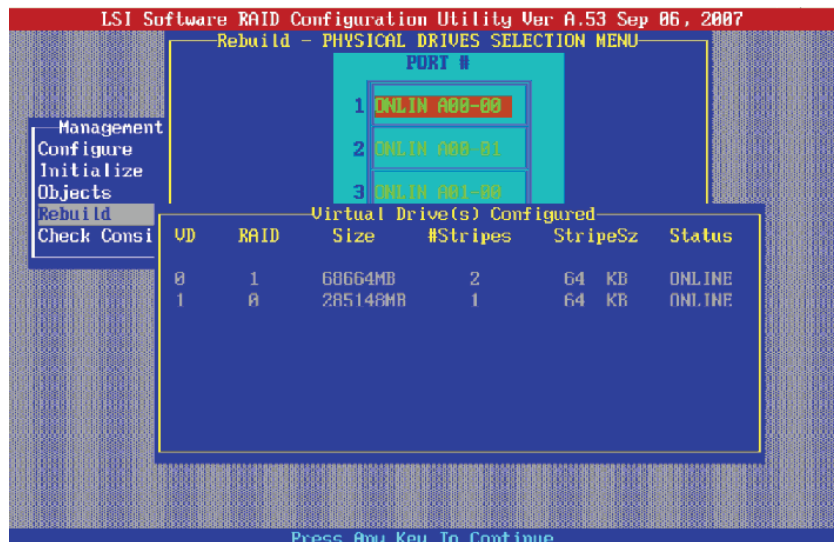 LSI Software RAID Configuration Utility Ver A.53 Sep 06, 2007
Rebuild - PHYSICAL DRIVES SELECTION MENU
PORT #
1 ONLIN A00-00
2 ONLIN A00-01
3 ONLIN A01-00
Management
Configure
Initialize
Objects
Rebuild
Check Consi
Virtual Drive(s) Configured
VD RAID Size #Stripes StripeSz Status
0 1 68664MB 2 64 KB ONLINE
1 0 285148MB 1 64 KB ONLINE
Press Any Key To Continue